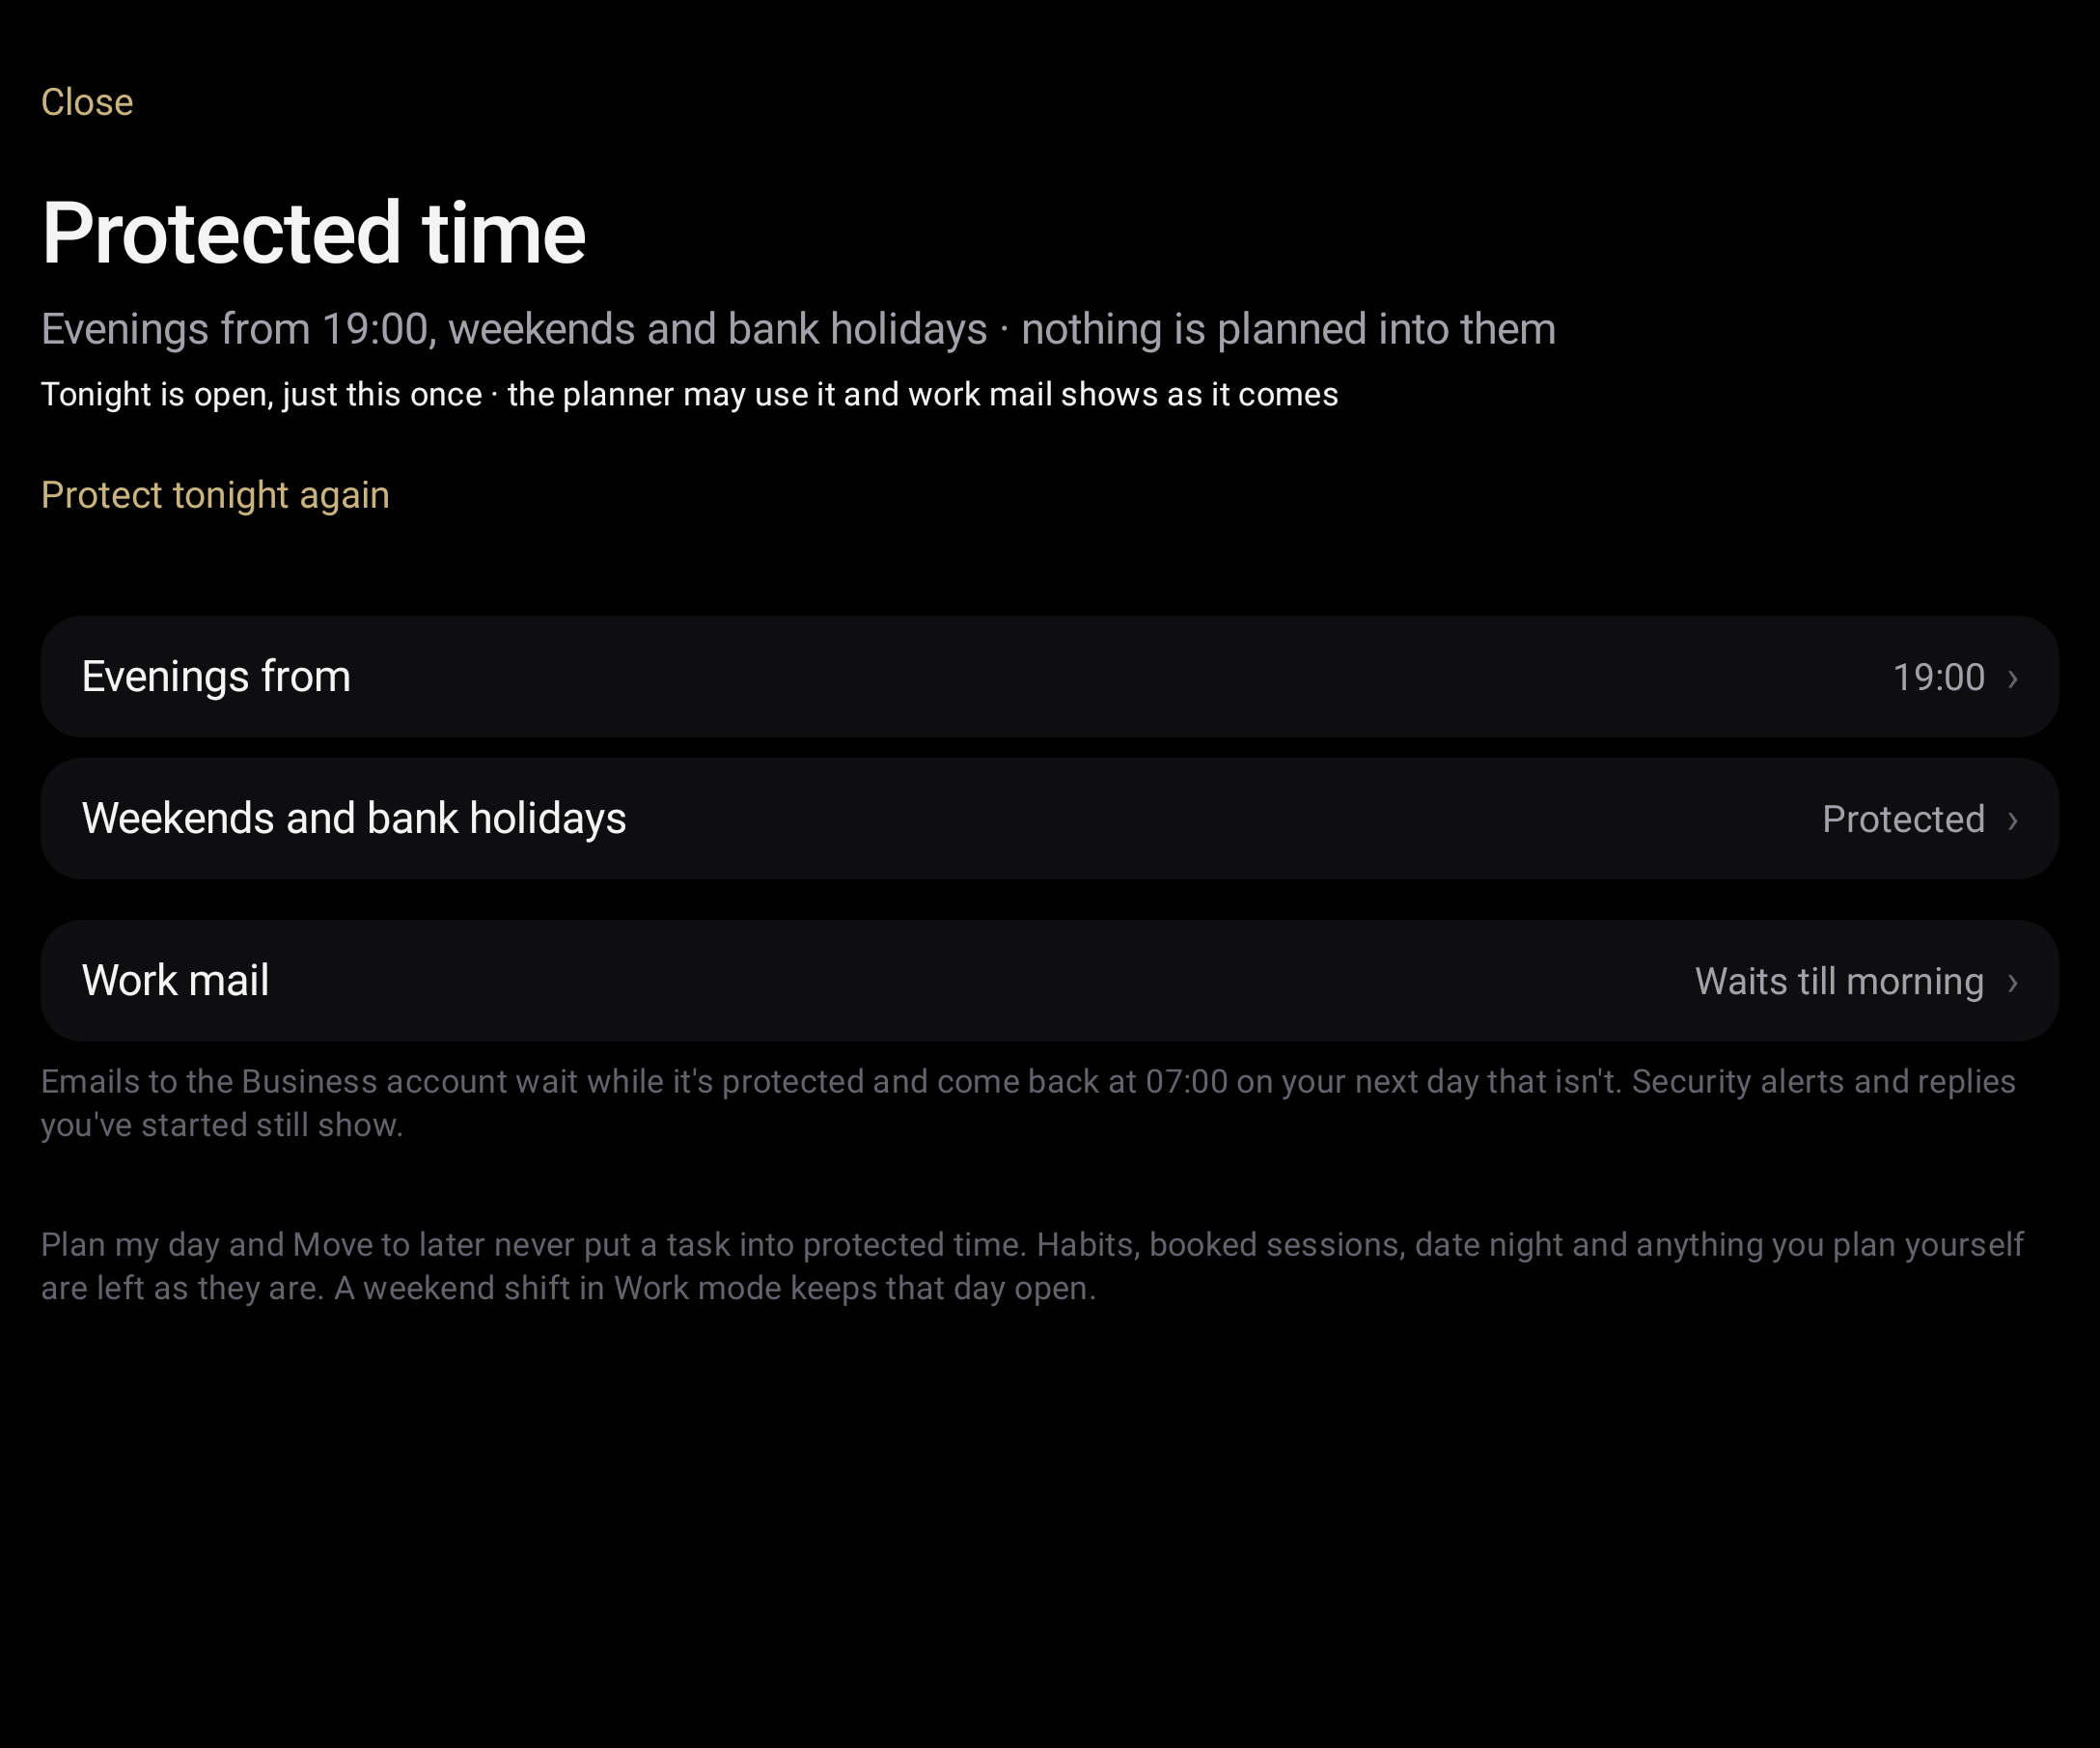 Close
Protected time
Evenings from 19:00, weekends and bank holidays · nothing is planned into them
Tonight is open, just this once · the planner may use it and work mail shows as it comes
Protect tonight again
Evenings from 19:00 ›
Weekends and bank holidays Protected ›
Work mail Waits till morning ›
Emails to the Business account wait while it's protected and come back at 07:00 on your next day that isn't. Security alerts and replies
you've started still show.
Plan my day and Move to later never put a task into protected time. Habits, booked sessions, date night and anything you plan yourself
are left as they are. A weekend shift in Work mode keeps that day open.